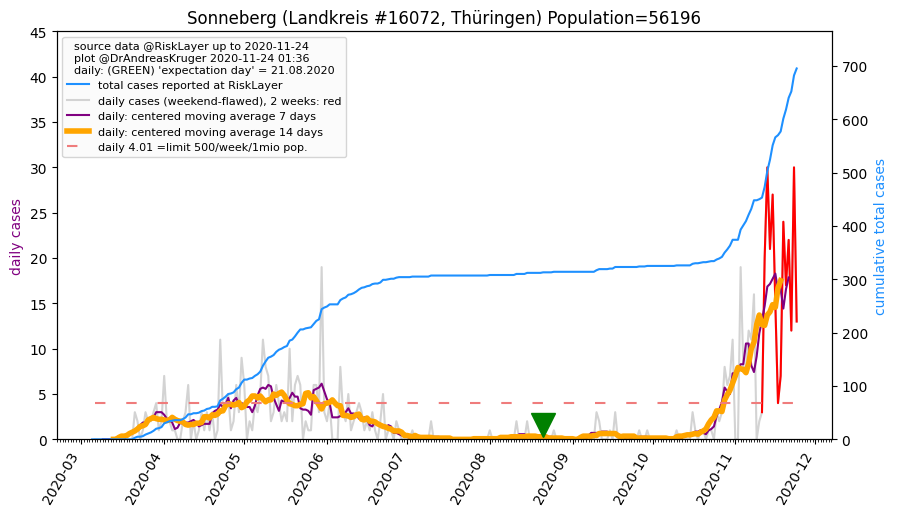 Sonneberg (Landkreis #16072, Thüringen) Population=56196
source data @RiskLayer up to 2020-11-24
plot @DrAndreasKruger 2020-11-24 01:36
daily: (GREEN) 'expectation day' = 21.08.2020
total cases reported at RiskLayer
daily cases (weekend-flawed), 2 weeks: red
daily: centered moving average 7 days
daily: centered moving average 14 days
daily 4.01 =limit 500/week/1mio pop.
daily cases
45
40
35
30
25
20
15
10
5
0
cumulative total cases
700
600
500
400
300
200
100
0
2020-03
2020-04
2020-05
2020-06
2020-07
2020-08
2020-09
2020-10
2020-11
2020-12